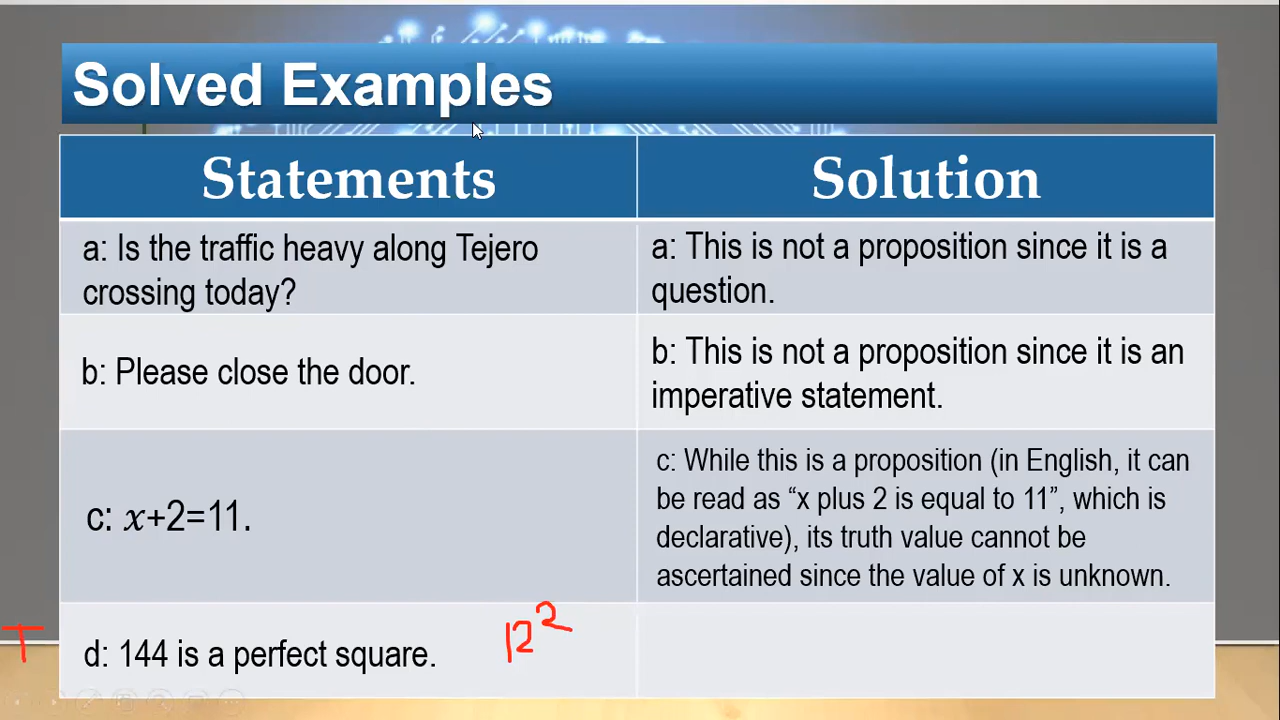 Solved Examples
Statements
Solution
a: Is the traffic heavy along Tejero
crossing today?
a: This is not a proposition since it is a
question.
b: Please close the door.
b: This is not a proposition since it is an
imperative statement.
c: x+2=11.
c: While this is a proposition (in English, it can
be read as “x plus 2 is equal to 11”, which is
declarative), its truth value cannot be
ascertained since the value of x is unknown.
T
d: 144 is a perfect square.
12²